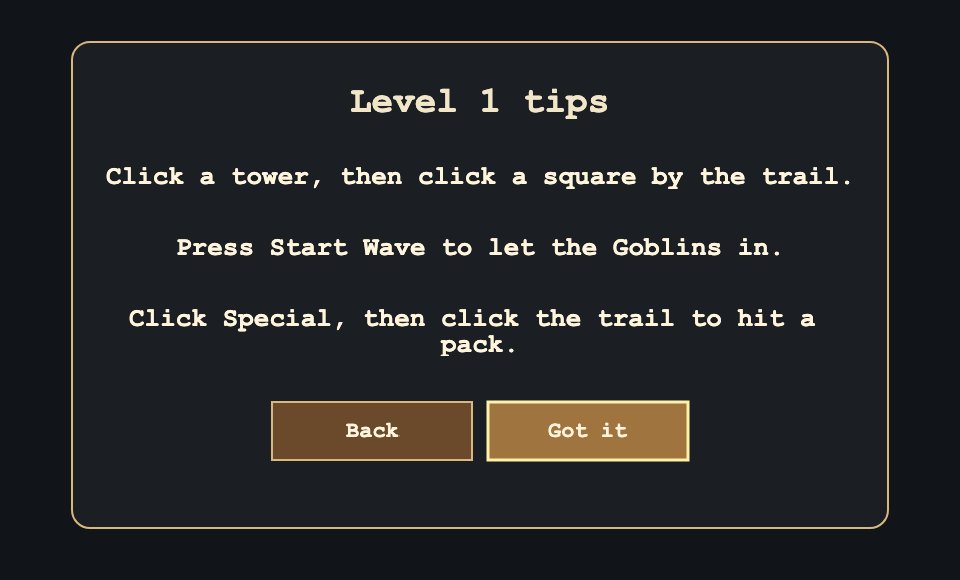 Level 1 tips
Click a tower, then click a square by the trail.
Press Start Wave to let the Goblins in.
Click Special, then click the trail to hit a
pack.
Back
Got it